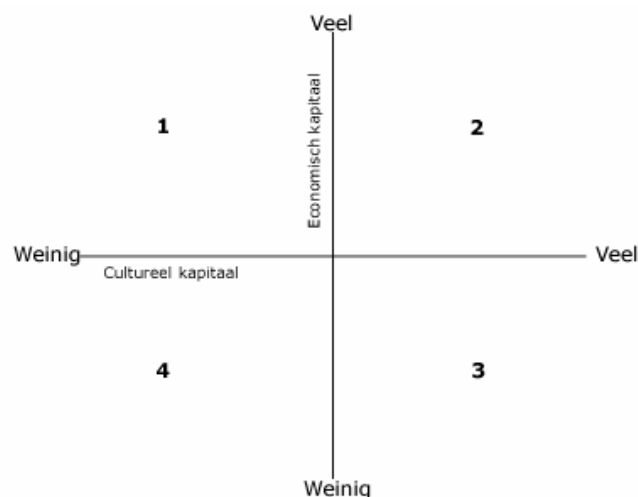 Veel
Economisch kapitaal
1
2
Weinig
Veel
Cultureel kapitaal
4
3
Weinig